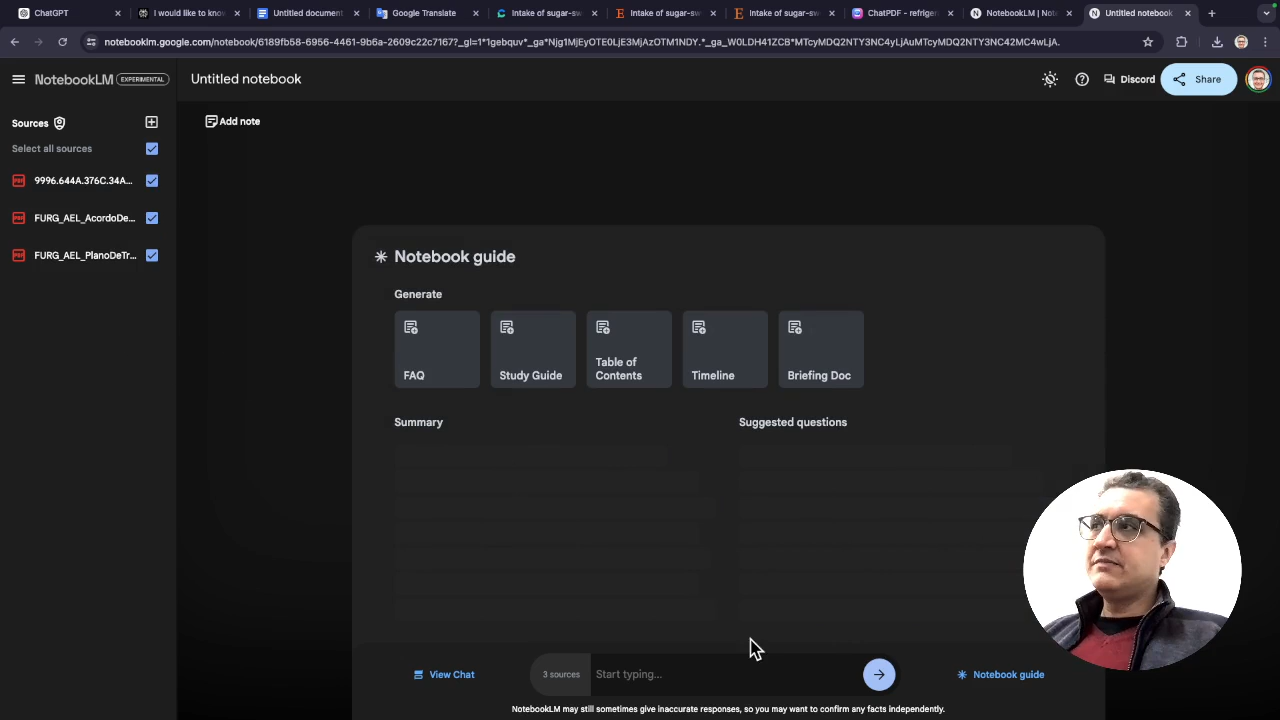 ChatGPT
I would like to know
Untitled document
Google Translate
Intake of sugar-sw
Intake of sugar-sw
Intake of sugar-sw
ChatPDF - refriger
NotebookLM | Not
Untitled notebook
notebooklm.google.com/notebook/6189fb58-6956-4461-9b6a-2609c22c7167?_gl=1*1gebquv*_ga*Njg1MjEyOTE0LjE3MjAzOTM1NDY.*_ga_W0LDH41ZCB*MTcyMDQ2NTY3NC4yLjAuMTcyMDQ2NTY3NC42MC4wLjA.
NotebookLM EXPERIMENTAL
Untitled notebook
Discord
Share
Sources
Add note
Select all sources
9996.644A.376C.34A...
FURG_AEL_AcordoDe...
FURG_AEL_PlanoDeTr...
Notebook guide
Generate
FAQ
Study Guide
Table of
Contents
Timeline
Briefing Doc
Summary
Suggested questions
View Chat
3 sources
Start typing...
Notebook guide
NotebookLM may still sometimes give inaccurate responses, so you may want to confirm any facts independently.